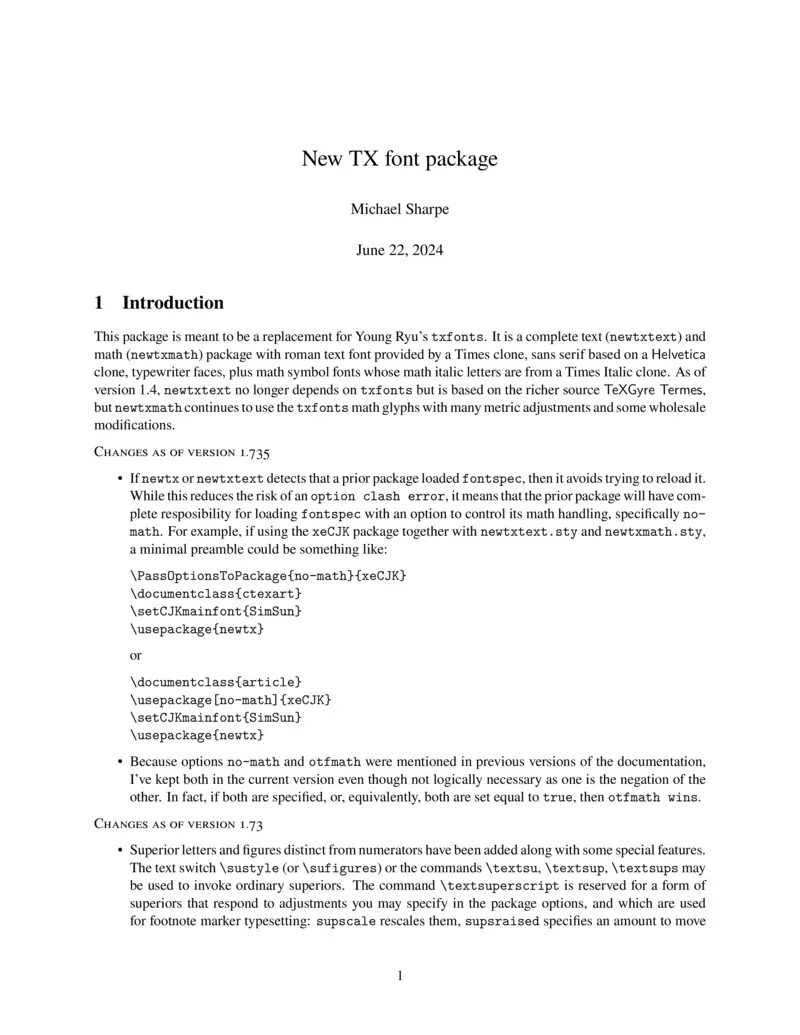 New TX font package
Michael Sharpe
June 22, 2024
1 Introduction
This package is meant to be a replacement for Young Ryu’s txfonts. It is a complete text (newtxtext) and
math (newtxmath) package with roman text font provided by a Times clone, sans serif based on a Helvetica
clone, typewriter faces, plus math symbol fonts whose math italic letters are from a Times Italic clone. As of
version 1.4, newtxtext no longer depends on txfonts but is based on the richer source TeXGyre Termes,
but newtxmath continues to use the txfonts math glyphs with many metric adjustments and some wholesale
modifications.
Changes as of version 1.735
• If newtx or newtxtext detects that a prior package loaded fontspec, then it avoids trying to reload it.
While this reduces the risk of an option clash error, it means that the prior package will have com-
plete resposibility for loading fontspec with an option to control its math handling, specifically no-
math. For example, if using the xeCJK package together with newtxtext.sty and newtxmath.sty,
a minimal preamble could be something like:
\PassOptionsToPackage{no-math}{xeCJK}
\documentclass{ctexart}
\setCJKmainfont{SimSun}
\usepackage{newtx}
or
\documentclass{article}
\usepackage[no-math]{xeCJK}
\setCJKmainfont{SimSun}
\usepackage{newtx}
• Because options no-math and otfmath were mentioned in previous versions of the documentation,
I’ve kept both in the current version even though not logically necessary as one is the negation of the
other. In fact, if both are specified, or, equivalently, both are set equal to true, then otfmath wins.
Changes as of version 1.73
• Superior letters and figures distinct from numerators have been added along with some special features.
The text switch \sustyle (or \sufigures) or the commands \textsu, \textsup, \textsups may
be used to invoke ordinary superiors. The command \textsuperscript is reserved for a form of
superiors that respond to adjustments you may specify in the package options, and which are used
for footnote marker typesetting: supscale rescales them, supsraised specifies an amount to move
1